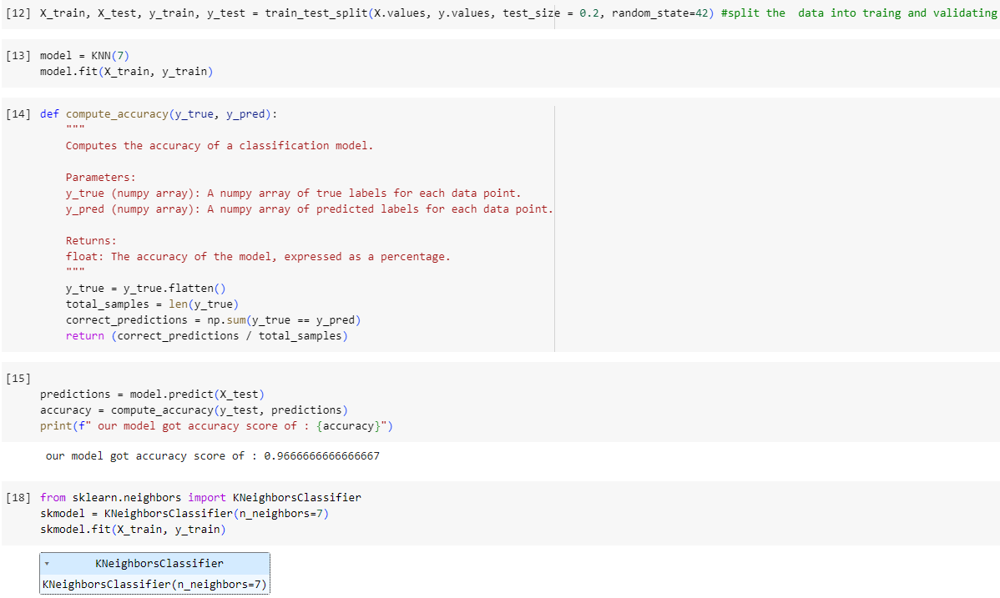 [12] X_train, X_test, y_train, y_test = train_test_split(X.values, y.values, test_size = 0.2, random_state=42) #split the  data into traing and validating
[13] model = KNN(7)
model.fit(X_train, y_train)
[14] def compute_accuracy(y_true, y_pred):
"""
Computes the accuracy of a classification model.
Parameters:
y_true (numpy array): A numpy array of true labels for each data point.
y_pred (numpy array): A numpy array of predicted labels for each data point.
Returns:
float: The accuracy of the model, expressed as a percentage.
"""
y_true = y_true.flatten()
total_samples = len(y_true)
correct_predictions = np.sum(y_true == y_pred)
return (correct_predictions / total_samples)
[15]
predictions = model.predict(X_test)
accuracy = compute_accuracy(y_test, predictions)
print(f" our model got accuracy score of : {accuracy}")
our model got accuracy score of : 0.9666666666666667
[18] from sklearn.neighbors import KNeighborsClassifier
skmodel = KNeighborsClassifier(n_neighbors=7)
skmodel.fit(X_train, y_train)
KNeighborsClassifier
KNeighborsClassifier(n_neighbors=7)